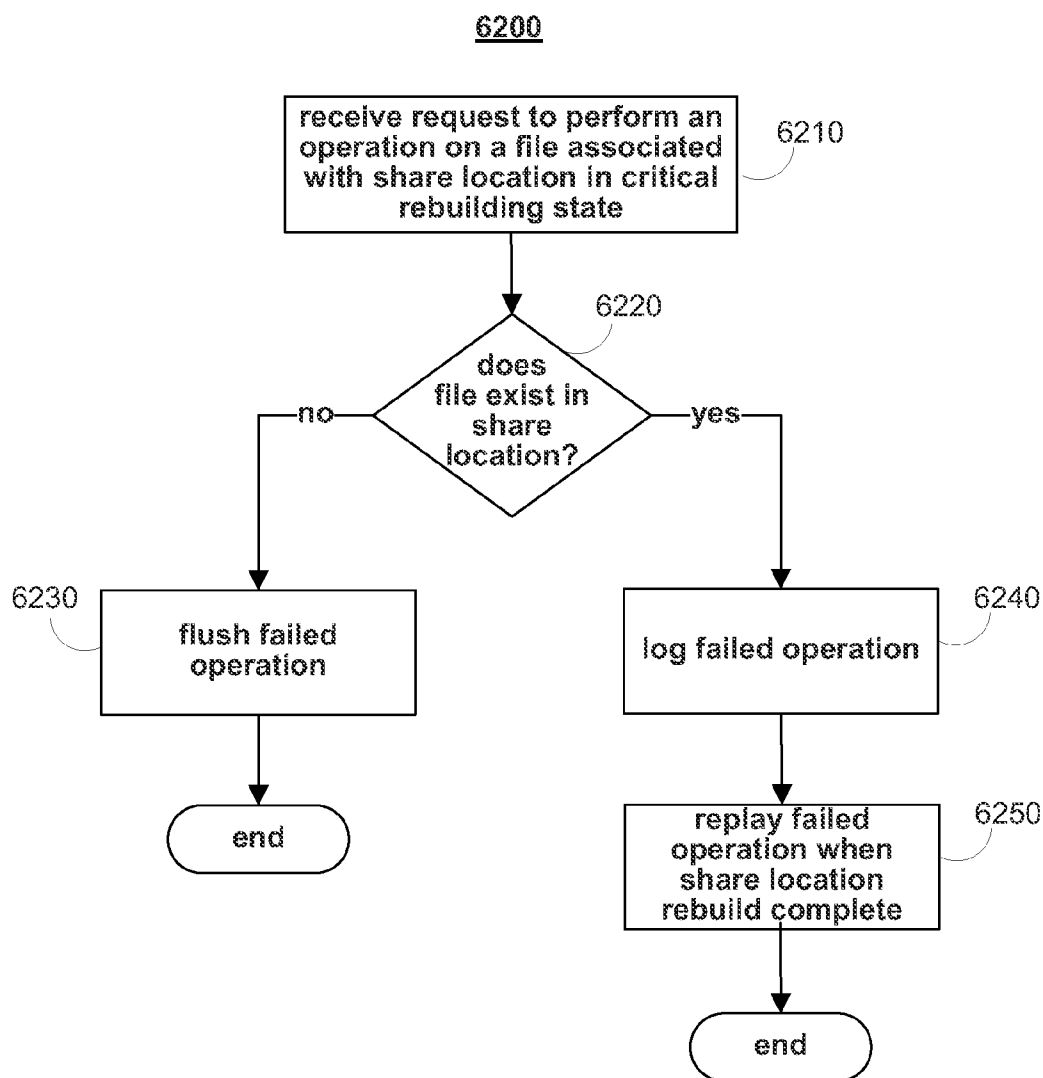 6200
receive request to perform an
operation on a file associated
with share location in critical
rebuilding state
6210
6220
does
file exist in
share
location?
no
yes
6230
flush failed
operation
6240
log failed operation
end
6250
replay failed
operation when
share location
rebuild complete
end